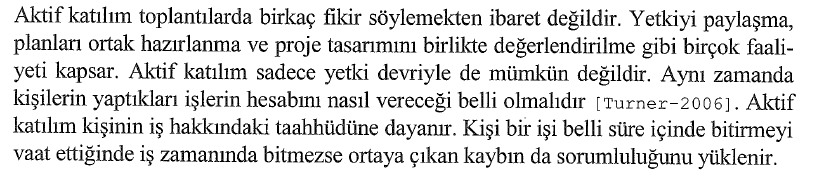 Aktif katılım toplantılarda birkaç fikir söylemekten ibaret değildir. Yetkiyi paylaşma,
planları ortak hazırlanma ve proje tasarımını birlikte değerlendirilme gibi birçok faali-
yeti kapsar. Aktif katılım sadece yetki devriyle de mümkün değildir. Aynı zamanda
kişilerin yaptıkları işlerin hesabını nasıl vereceği belli olmalıdır [Turner-2006]. Aktif
katılım kişinin iş hakkındaki taahhüdüne dayanır. Kişi bir işi belli süre içinde bitirmeyi
vaat ettiğinde iş zamanında bitmezse ortaya çıkan kaybın da sorumluluğunu yüklenir.